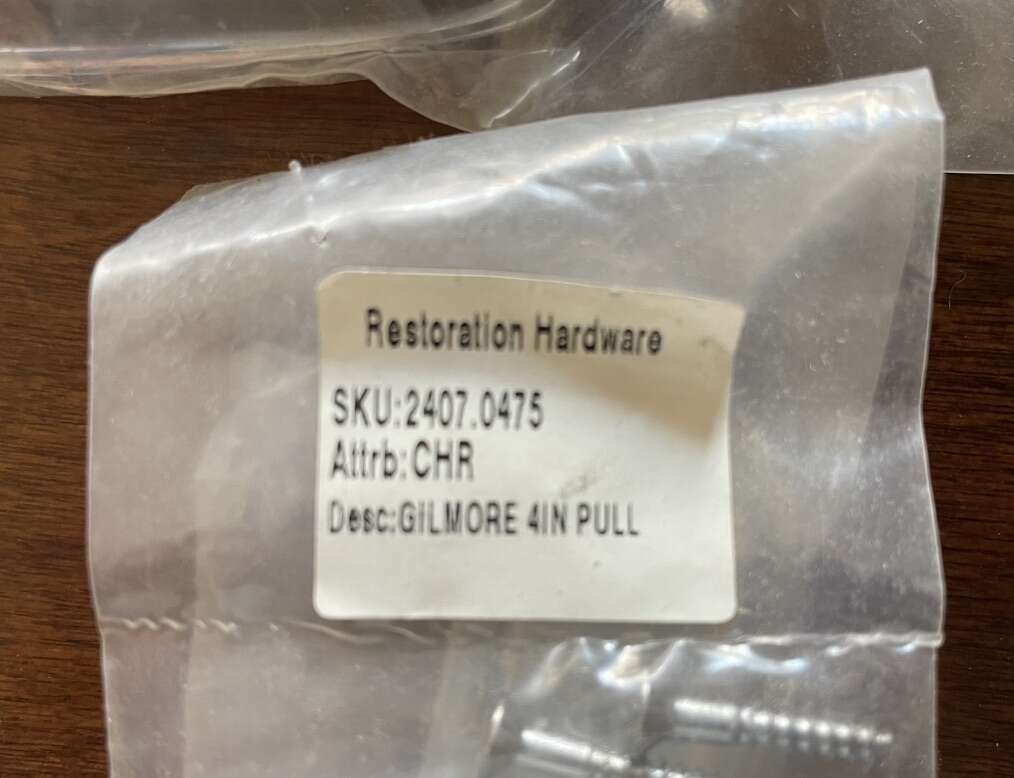 Restoration Hardware
SKU:2407.0475
Attrb:CHR
Desc:GILMORE 4IN PULL